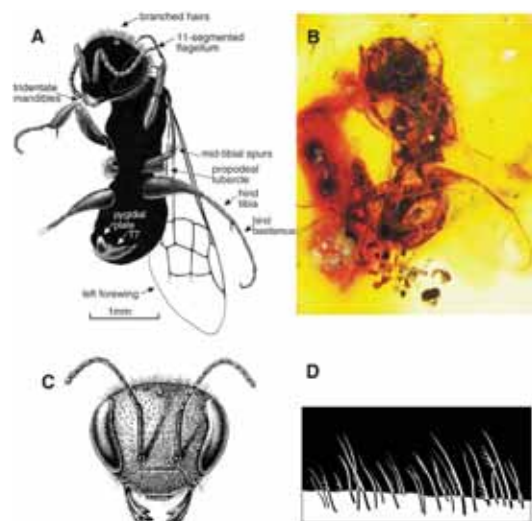 branched hairs
A
11-segmented
flagellum
B
tridentate
mandibles
mid-tibial spurs
propodeal
tubercle
hind
tibia
hind
basitarsus
pygidial
plate
T7
left forewing
1mm
C
D